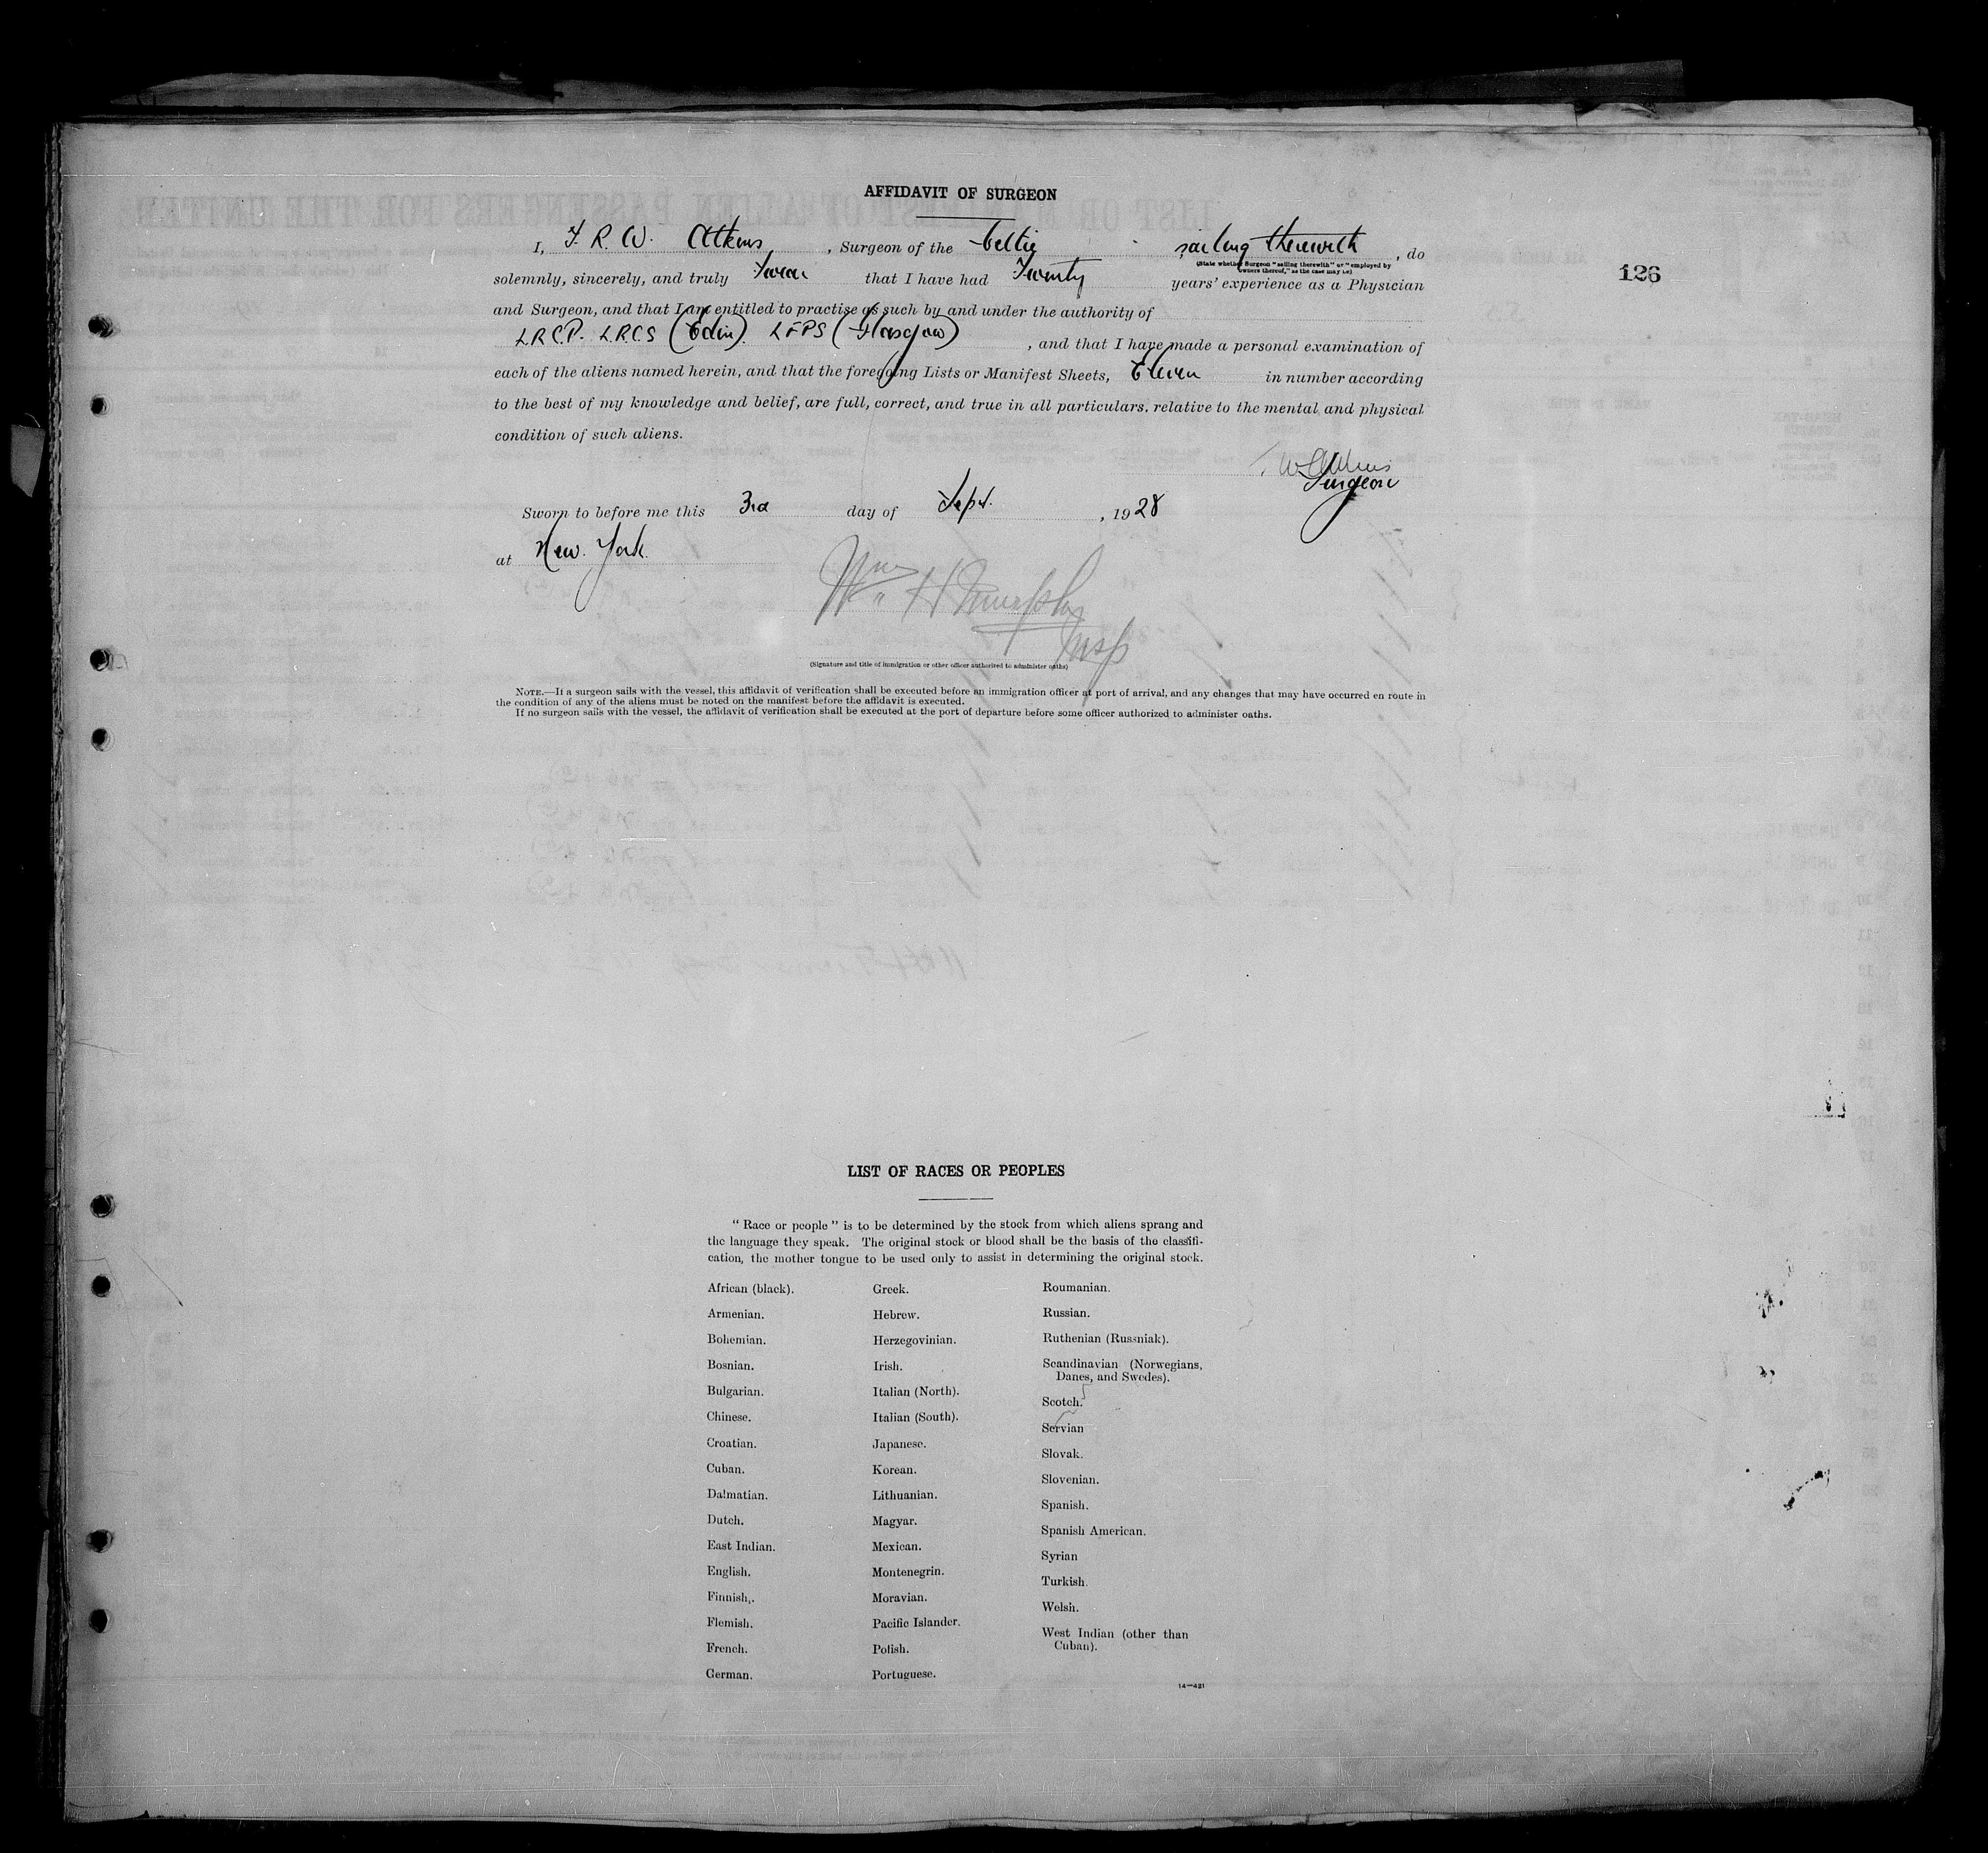 AFFIDAVIT OF SURGEON
I, F. R. W. Atkins, Surgeon of the Celtic sailing therewith, do
(State whether Surgeon "sailing therewith" or "employed by
owners thereof," as the case may be)
126
solemnly, sincerely, and truly Swear that I have had Twenty years' experience as a Physician
and Surgeon, and that I am entitled to practise as such by and under the authority of
L.R.C.P. L.R.C.S (Edin). LFPS (Glasgow), and that I have made a personal examination of
each of the aliens named herein, and that the foregoing Lists or Manifest Sheets, Eleven in number according
to the best of my knowledge and belief, are full, correct, and true in all particulars, relative to the mental and physical
condition of such aliens.
Atkins
Surgeon
Sworn to before me this 3rd day of Sept., 1928
at New York
Wm H Murphy
Insp
(Signature and title of immigration or other officer authorized to administer oaths)
NOTE.—If a surgeon sails with the vessel, this affidavit of verification shall be executed before an immigration officer at port of arrival, and any changes that may have occurred en route in
the condition of any of the aliens must be noted on the manifest before the affidavit is executed.
If no surgeon sails with the vessel, the affidavit of verification shall be executed at the port of departure before some officer authorized to administer oaths.
LIST OF RACES OR PEOPLES
"Race or people" is to be determined by the stock from which aliens sprang and
the language they speak. The original stock or blood shall be the basis of the classifi-
cation, the mother tongue to be used only to assist in determining the original stock.
African (black).
Armenian.
Bohemian.
Bosnian.
Bulgarian.
Chinese.
Croatian.
Cuban.
Dalmatian.
Dutch.
East Indian.
English.
Finnish.
Flemish.
French.
German.
Greek.
Hebrew.
Herzegovinian.
Irish.
Italian (North).
Italian (South).
Japanese.
Korean.
Lithuanian.
Magyar.
Mexican.
Montenegrin.
Moravian.
Pacific Islander.
Polish.
Portuguese.
Roumanian.
Russian.
Ruthenian (Russniak).
Scandinavian (Norwegians,
Danes, and Swedes).
Scotch.
Servian
Slovak.
Slovenian.
Spanish.
Spanish American.
Syrian
Turkish.
Welsh.
West Indian (other than
Cuban).
14—421